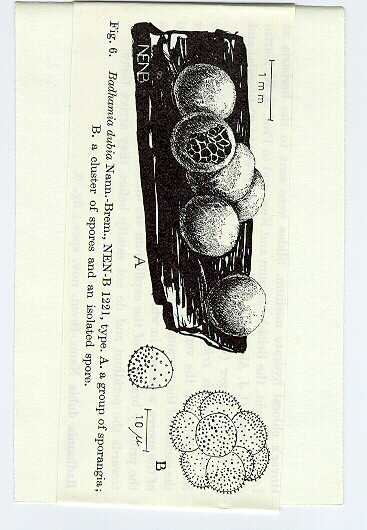 1 mm
NENB
A
B
10 µ
Fig. 6. Badhamia dubia Nann.-Brem., NEN-B 1221, type. A. a group of sporangia;
B. a cluster of spores and an isolated spore.